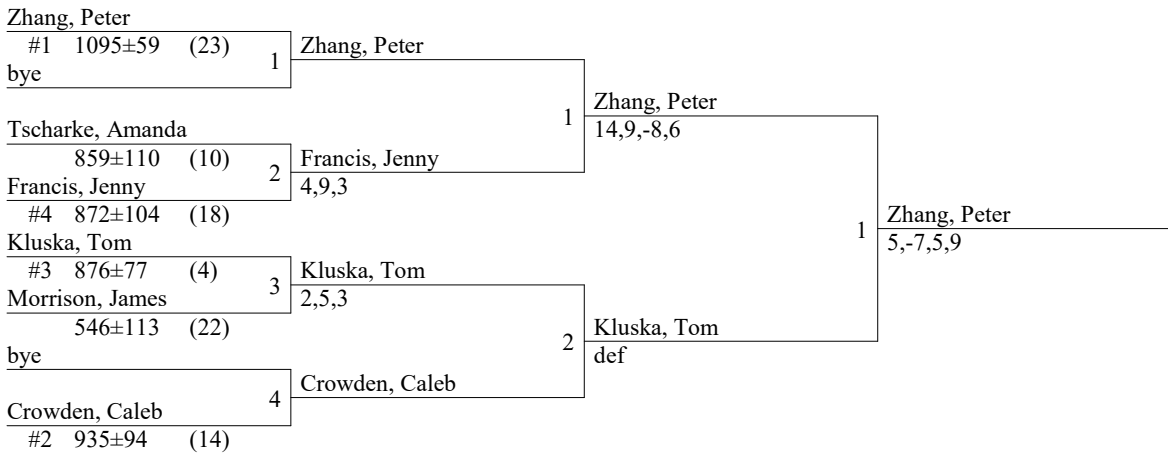 Zhang, Peter
#1 1095±59 (23)
bye
1
Zhang, Peter
Tscharke, Amanda
859±110 (10)
Francis, Jenny
#4 872±104 (18)
2
Francis, Jenny
4,9,3
1
Zhang, Peter
14,9,-8,6
Kluska, Tom
#3 876±77 (4)
Morrison, James
546±113 (22)
3
Kluska, Tom
2,5,3
bye
Crowden, Caleb
#2 935±94 (14)
4
Crowden, Caleb
2
Kluska, Tom
def
1
Zhang, Peter
5,-7,5,9